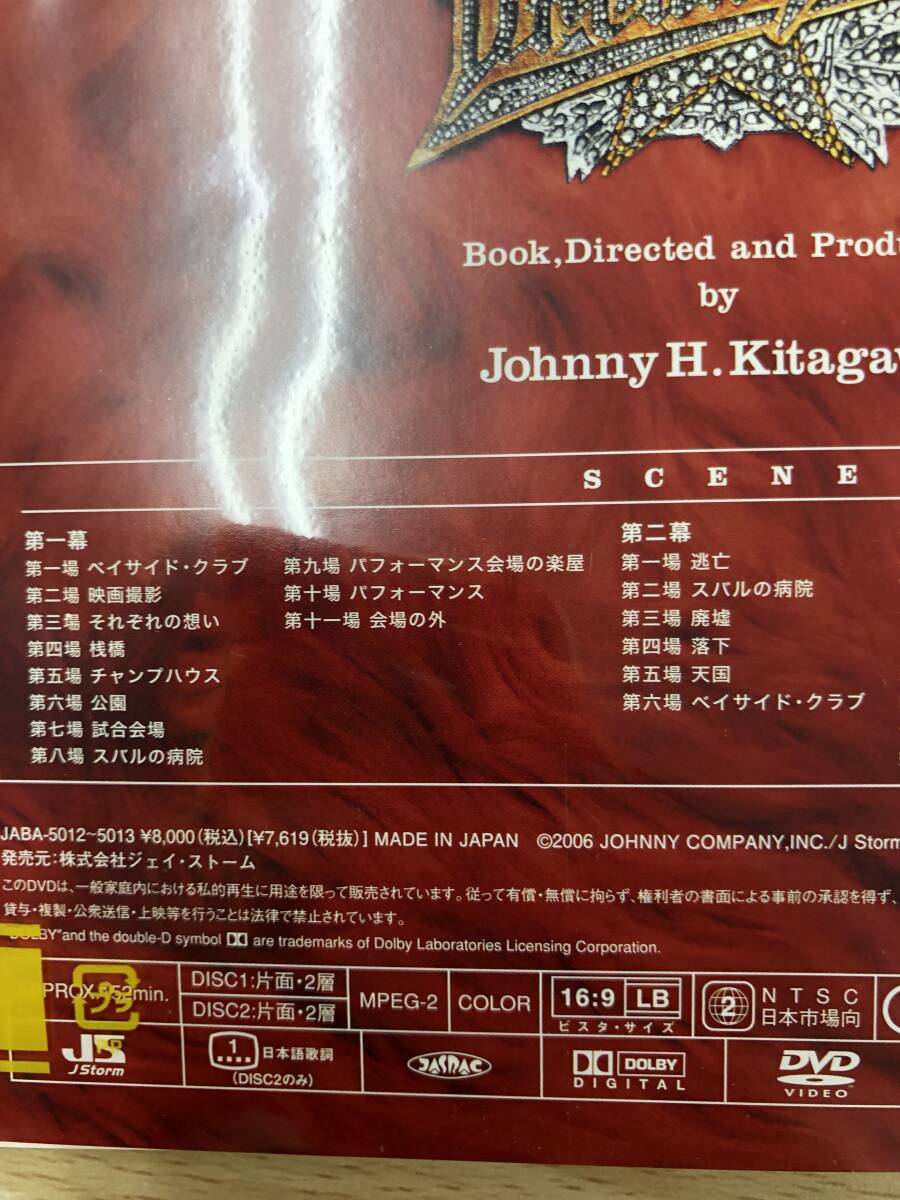 Book,Directed and Produ
by
Johnny H.Kitagaw
SCENE
第一幕
第一場 ベイサイド・クラブ
第二場 映画撮影
第三場 それぞれの想い
第四場 桟橋
第五場 チャンプハウス
第六場 公園
第七場 試合会場
第八場 スバルの病院
第九場 パフォーマンス会場の楽屋
第十場 パフォーマンス
第十一場 会場の外
第二幕
第一場 逃亡
第二場 スバルの病院
第三場 廃墟
第四場 落下
第五場 天国
第六場 ベイサイド・クラブ
JABA-5012~5013 ¥8,000(税込)[¥7,619(税抜)] MADE IN JAPAN ©2006 JOHNNY COMPANY,INC./J Storm
発売元:株式会社ジェイ・ストーム
このDVDは、一般家庭内における私的再生に用途を限って販売されています。従って有償・無償に拘らず、権利者の書面による事前の承認を得ず、
貸与・複製・公衆送信・上映等を行うことは法律で禁止されています。
"DOLBY"and the double-D symbol are trademarks of Dolby Laboratories Licensing Corporation.
DISC1:片面・2層
DISC2:片面・2層
MPEG-2
COLOR
16:9 LB
ビスタ・サイズ
2
NTSC
日本市場向
プラ
JS
J Storm
1
日本語歌詞
(DISC2のみ)
JASRAC
DOLBY
DIGITAL
DVD
VIDEO